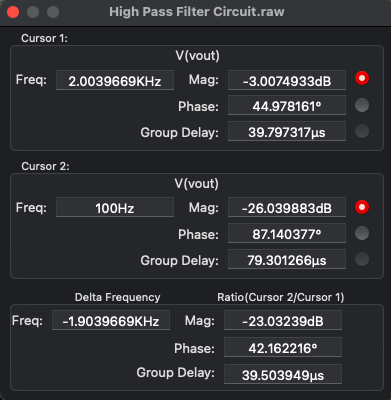 High Pass Filter Circuit.raw
Cursor 1:
V(vout)
Freq: 2.0039669KHz Mag: -3.0074933dB
Phase: 44.978161°
Group Delay: 39.797317µs
Cursor 2:
V(vout)
Freq: 100Hz Mag: -26.039883dB
Phase: 87.140377°
Group Delay: 79.301266µs
Delta Frequency Ratio(Cursor 2/Cursor 1)
Freq: -1.9039669KHz Mag: -23.03239dB
Phase: 42.162216°
Group Delay: 39.503949µs